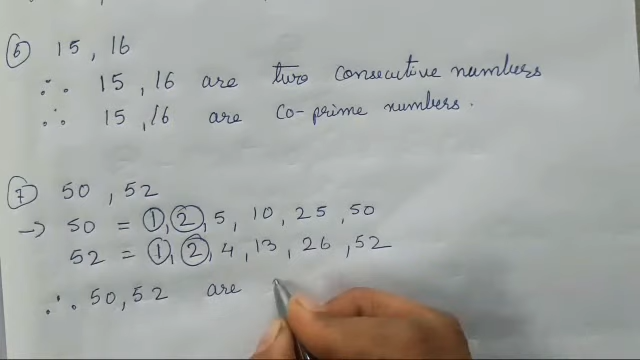 6 15, 16
∴ 15, 16 are two consecutive numbers
∴ 15, 16 are co-prime numbers.
7 50, 52
→ 50 = 1, 2, 5, 10, 25, 50
52 = 1, 2, 4, 13, 26, 52
∴ 50, 52 are